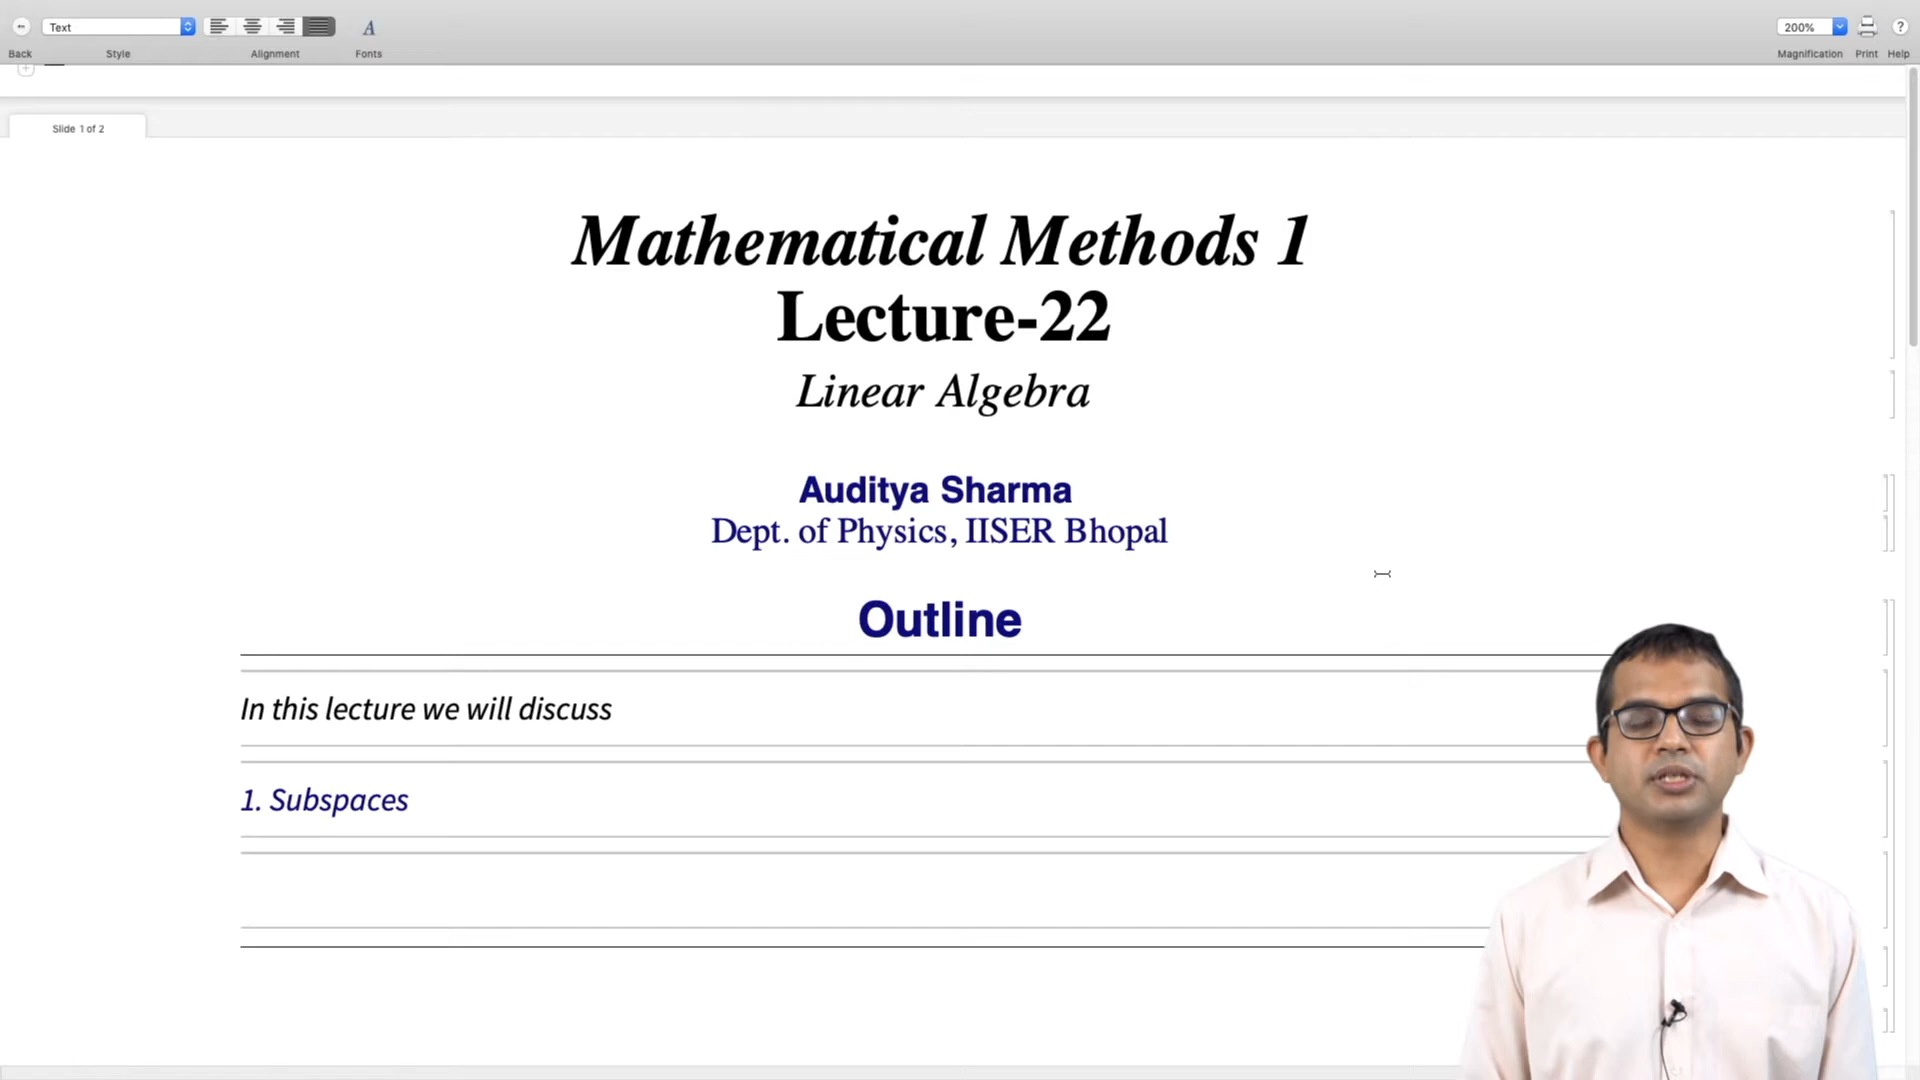 Text
200%
Back
Style
Alignment
Fonts
Magnification
Print
Help
Slide 1 of 2
Mathematical Methods 1
Lecture-22
Linear Algebra
Auditya Sharma
Dept. of Physics, IISER Bhopal
Outline
In this lecture we will discuss
1. Subspaces